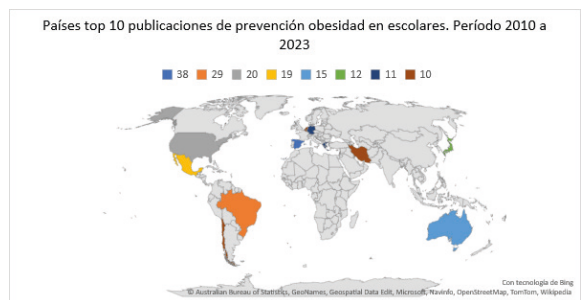 Países top 10 publicaciones de prevención obesidad en escolares. Período 2010 a
2023
38 29 20 19 15 12 11 10
Con tecnología de Bing
© Australian Bureau of Statistics, GeoNames, Geospatial Data Edit, Microsoft, Navinfo, OpenStreetMap, TomTom, Wikipedia